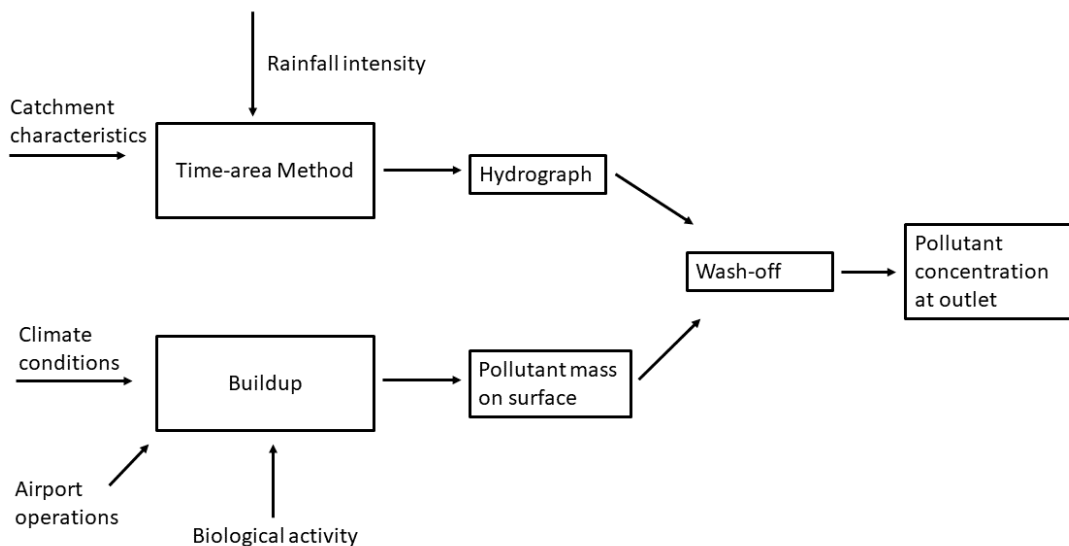 Rainfall intensity
Catchment
characteristics
Time-area Method
Hydrograph
Wash-off
Pollutant
concentration
at outlet
Climate
conditions
Buildup
Pollutant mass
on surface
Airport
operations
Biological activity